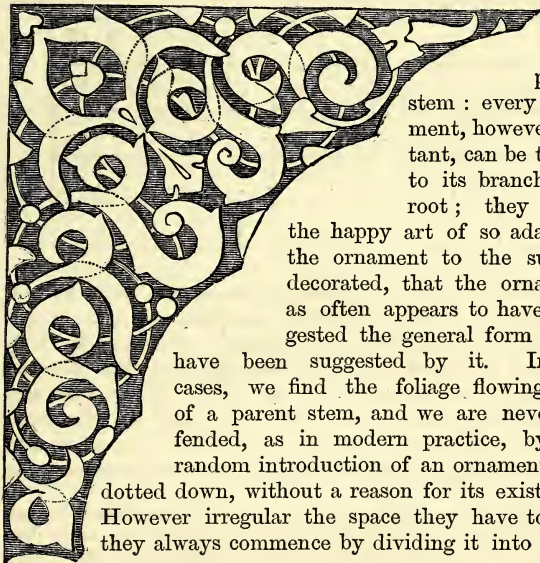 stem : every
ment, howeve
tant, can be t
to its branch
root ; they
the happy art of so ada
the ornament to the su
decorated, that the orna
as often appears to have
gested the general form
have been suggested by it. In
cases, we find the foliage flowing
of a parent stem, and we are neve
fended, as in modern practice, by
random introduction of an ornament
dotted down, without a reason for its exist
However irregular the space they have to
they always commence by dividing it into